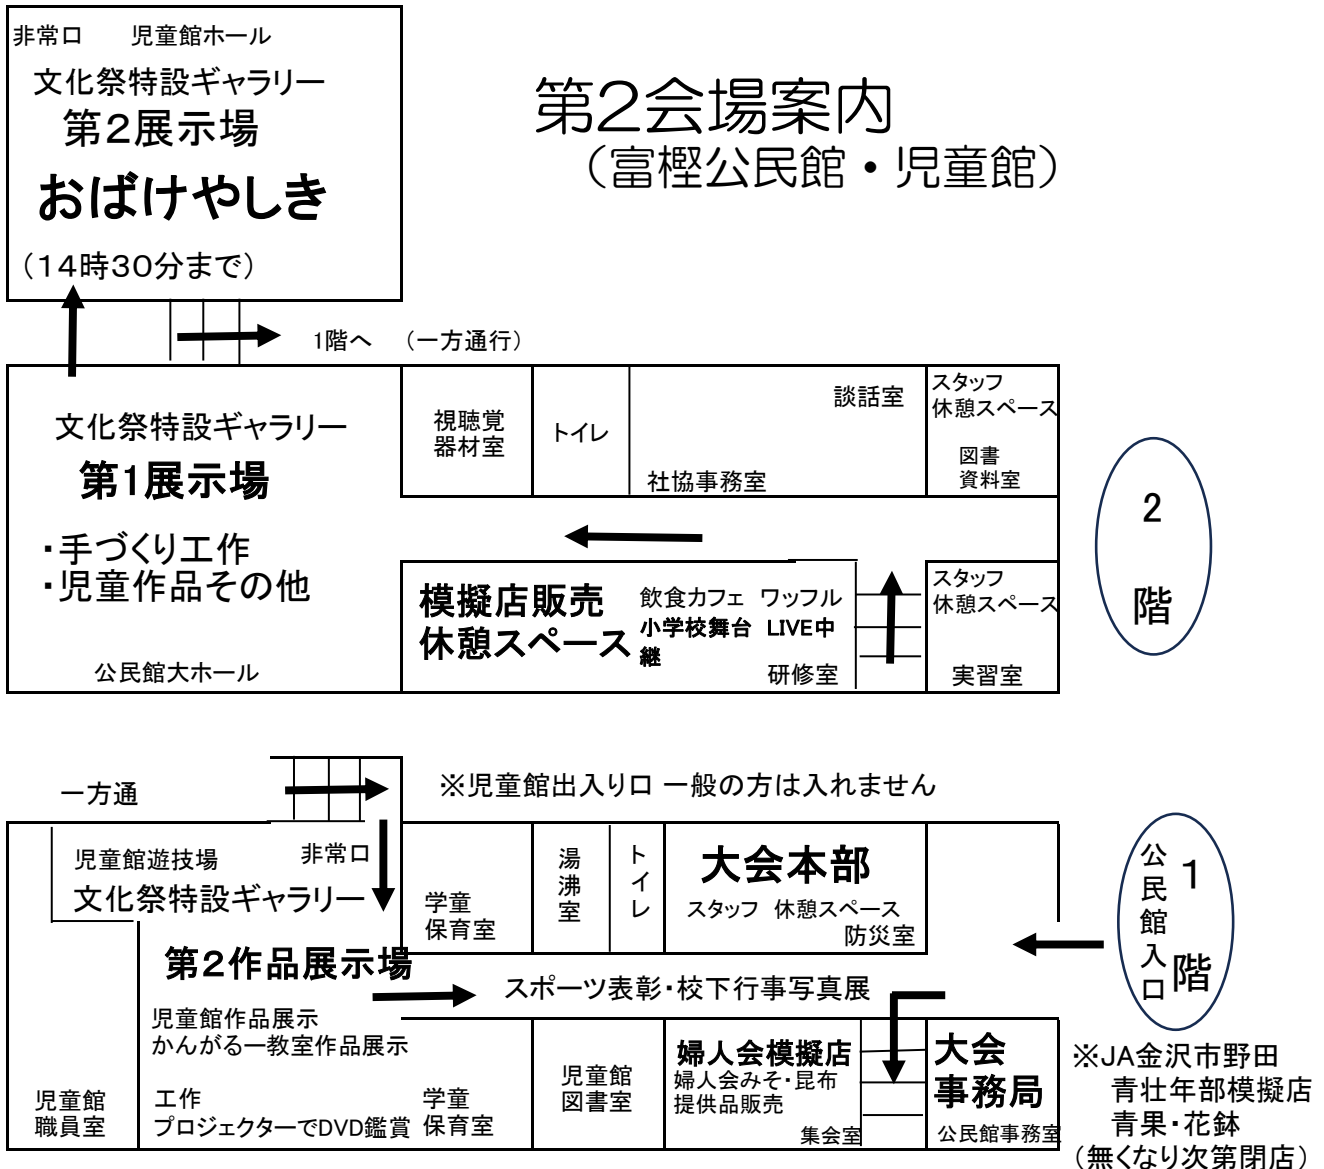 非常口 児童館ホール
文化祭特設ギャラリー
第2展示場
おばけやしき
（14時30分まで）
第2会場案内
（富樫公民館・児童館）
1階へ （一方通行）
文化祭特設ギャラリー
第1展示場
・手づくり工作
・児童作品その他
公民館大ホール
視聴覚
器材室
トイレ
談話室
社協事務室
スタッフ
休憩スペース
図書
資料室
模擬店販売
休憩スペース
飲食カフェ ワッフル
小学校舞台 LIVE中
継
研修室
スタッフ
休憩スペース
実習室
2
階
一方通
※児童館出入り口 一般の方は入れません
児童館遊技場
非常口
文化祭特設ギャラリー
第2作品展示場
児童館作品展示
かんがるー教室作品展示
工作
プロジェクターでDVD鑑賞
児童館
職員室
学童
保育室
湯沸室
トイレ
大会本部
スタッフ 休憩スペース
防災室
スポーツ表彰・校下行事写真展
学童
保育室
児童館
図書室
婦人会模擬店
婦人会みそ・昆布
提供品販売
集会室
大会
事務局
公民館事務室
公民館入口
1
階
※JA金沢市野田
青壮年部模擬店
青果・花鉢
（無くなり次第閉店）